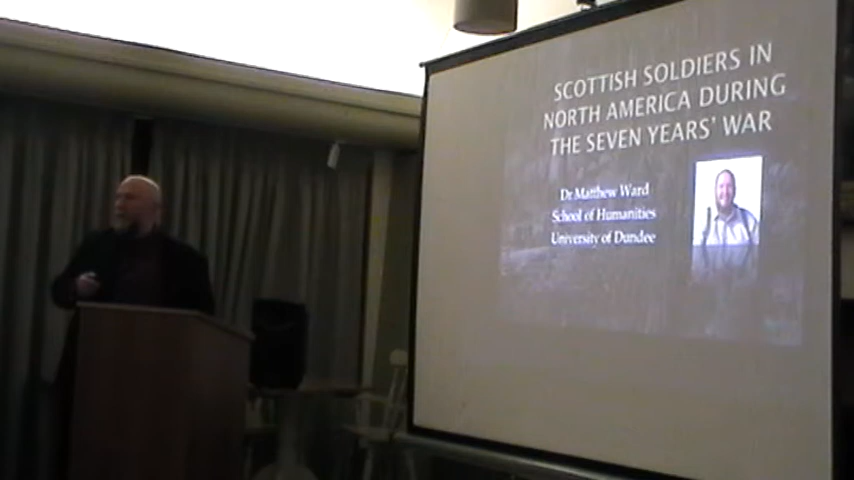 SCOTTISH SOLDIERS IN
NORTH AMERICA DURING
THE SEVEN YEARS' WAR
Dr Matthew Ward
School of Humanities
University of Dundee